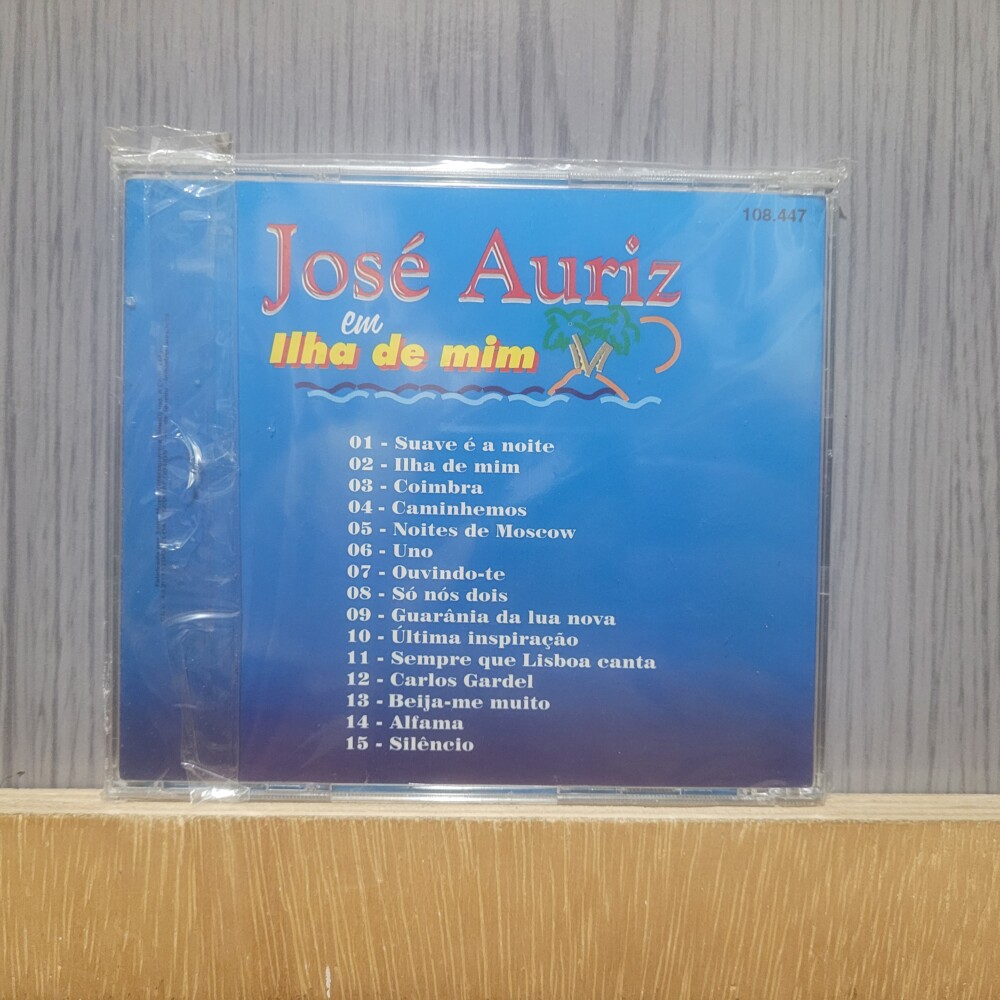 108.447
José Auriz
em
Ilha de mim
01 - Suave é a noite
02 - Ilha de mim
03 - Coimbra
04 - Caminhemos
05 - Noites de Moscow
06 - Uno
07 - Ouvindo-te
08 - Só nós dois
09 - Guarânia da lua nova
10 - Última inspiração
11 - Sempre que Lisboa canta
12 - Carlos Gardel
13 - Beija-me muito
14 - Alfama
15 - Silêncio